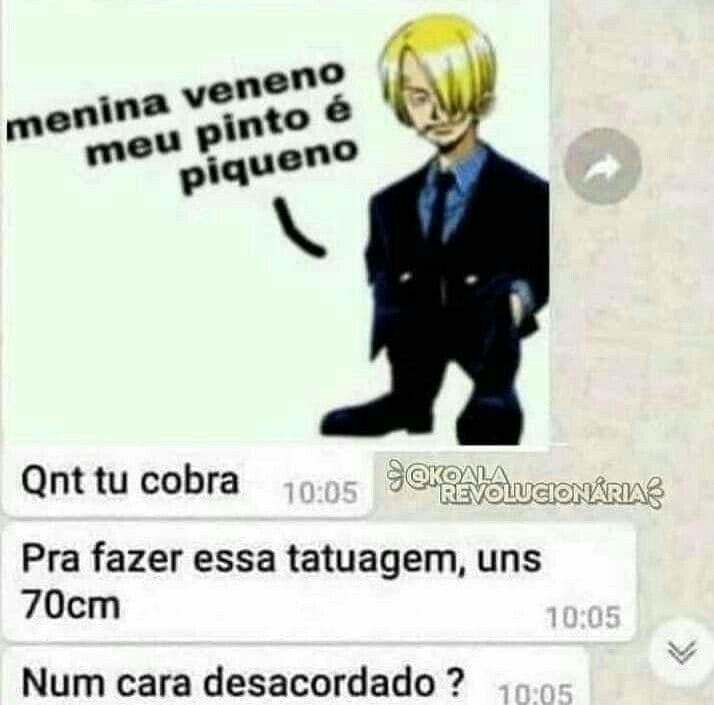 menina veneno
meu pinto é
piqueno
Qnt tu cobra 10:05
@KOALA
REVOLUCIONÁRIA
Pra fazer essa tatuagem, uns
70cm 10:05
Num cara desacordado ? 10:05